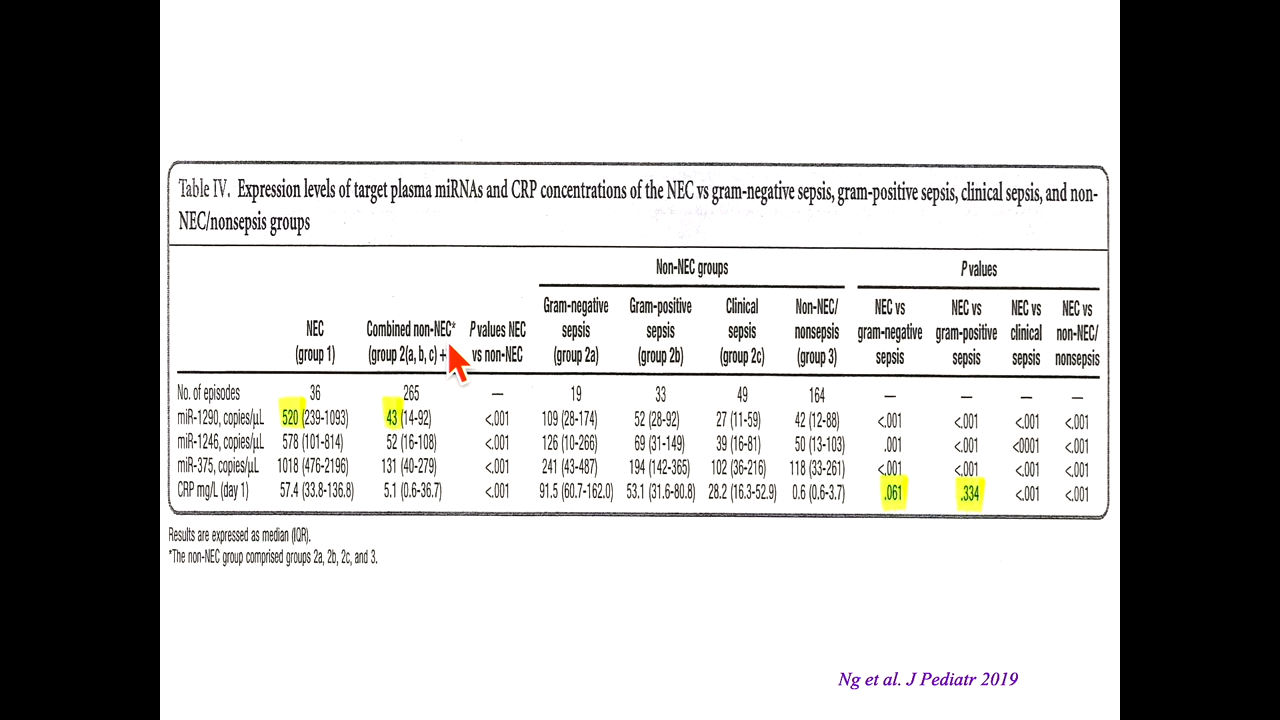 Table IV. Expression levels of target plasma miRNAs and CRP concentrations of the NEC vs gram-negative sepsis, gram-positive sepsis, clinical sepsis, and non-
NEC/nonsepsis groups
Non-NEC groups P values
NEC (group 1) Combined non-NEC* (group 2(a, b, c) + P values NEC vs non-NEC Gram-negative sepsis (group 2a) Gram-positive sepsis (group 2b) Clinical sepsis (group 2c) Non-NEC/ nonsepsis (group 3) NEC vs gram-negative sepsis NEC vs gram-positive sepsis NEC vs clinical sepsis NEC vs non-NEC/ nonsepsis
No. of episodes 36 265 — 19 33 49 164 — — — —
miR-1290, copies/μL 520 (239-1093) 43 (14-92) <.001 109 (28-174) 52 (28-92) 27 (11-59) 42 (12-88) <.001 <.001 <.001 <.001
miR-1246, copies/μL 578 (101-814) 52 (16-108) <.001 126 (10-266) 69 (31-149) 39 (16-81) 50 (13-103) .001 <.001 <0001 <.001
miR-375, copies/μL 1018 (476-2196) 131 (40-279) <.001 241 (43-487) 194 (142-365) 102 (36-216) 118 (33-261) <.001 <.001 <.001 <.001
CRP mg/L (day 1) 57.4 (33.8-136.8) 5.1 (0.6-36.7) <.001 91.5 (60.7-162.0) 53.1 (31.6-80.8) 28.2 (16.3-52.9) 0.6 (0.6-3.7) .061 .334 <.001 <.001
Results are expressed as median (IQR).
*The non-NEC group comprised groups 2a, 2b, 2c, and 3.
Ng et al. J Pediatr 2019